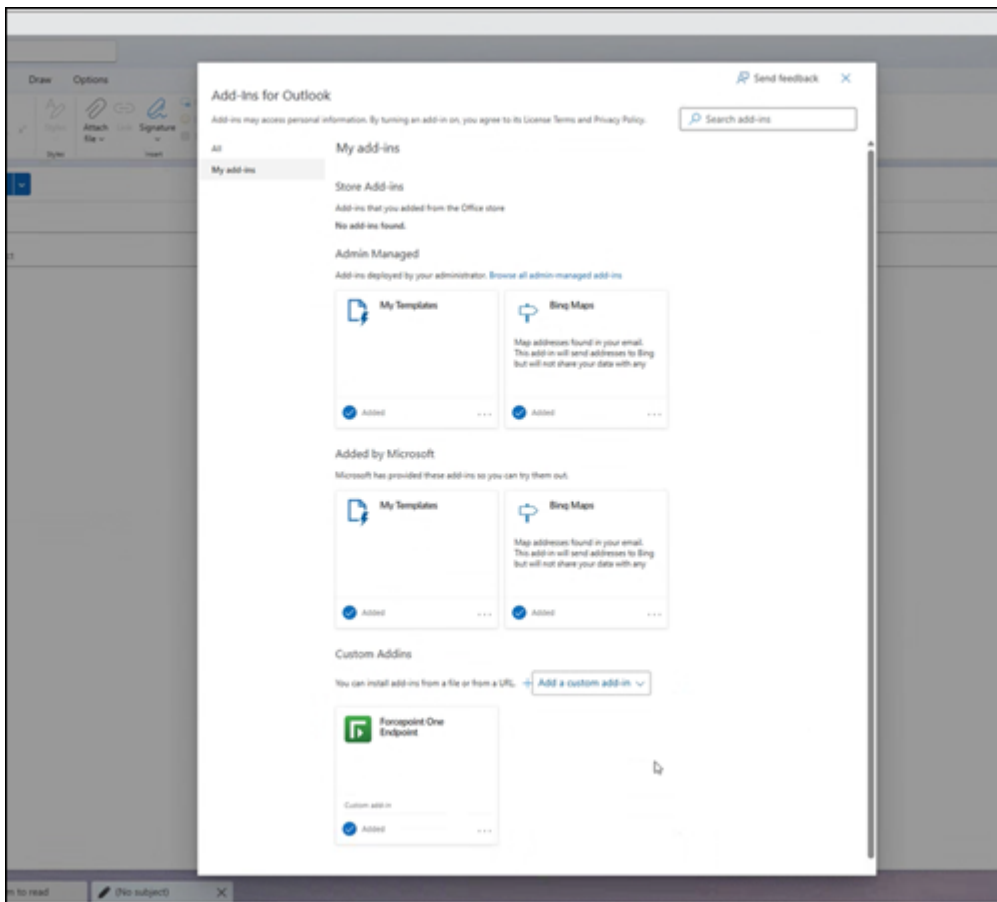 Draw Options
Send feedback
Add-Ins for Outlook
Add-ins may access personal information. By turning an add-in on, you agree to its License Terms and Privacy Policy.
Search add-ins
Styles
Attach file
Link
Signature
Styles
Insert
All
My add-ins
My add-ins
Store Add-ins
Add-ins that you added from the Office store
No add-ins found.
Admin Managed
Add-ins deployed by your administrator. Browse all admin-managed add-ins
My Templates
Bing Maps
Map addresses found in your email.
This add-in will send addresses to Bing
but will not share your data with any
Added ...
Added ...
Added by Microsoft
Microsoft has provided these add-ins so you can try them out.
My Templates
Bing Maps
Map addresses found in your email.
This add-in will send addresses to Bing
but will not share your data with any
Added ...
Added ...
Custom Addins
You can install add-ins from a file or from a URL. + Add a custom add-in
Forcepoint One
Endpoint
Custom add-in
Added ...
m to read
(No subject)